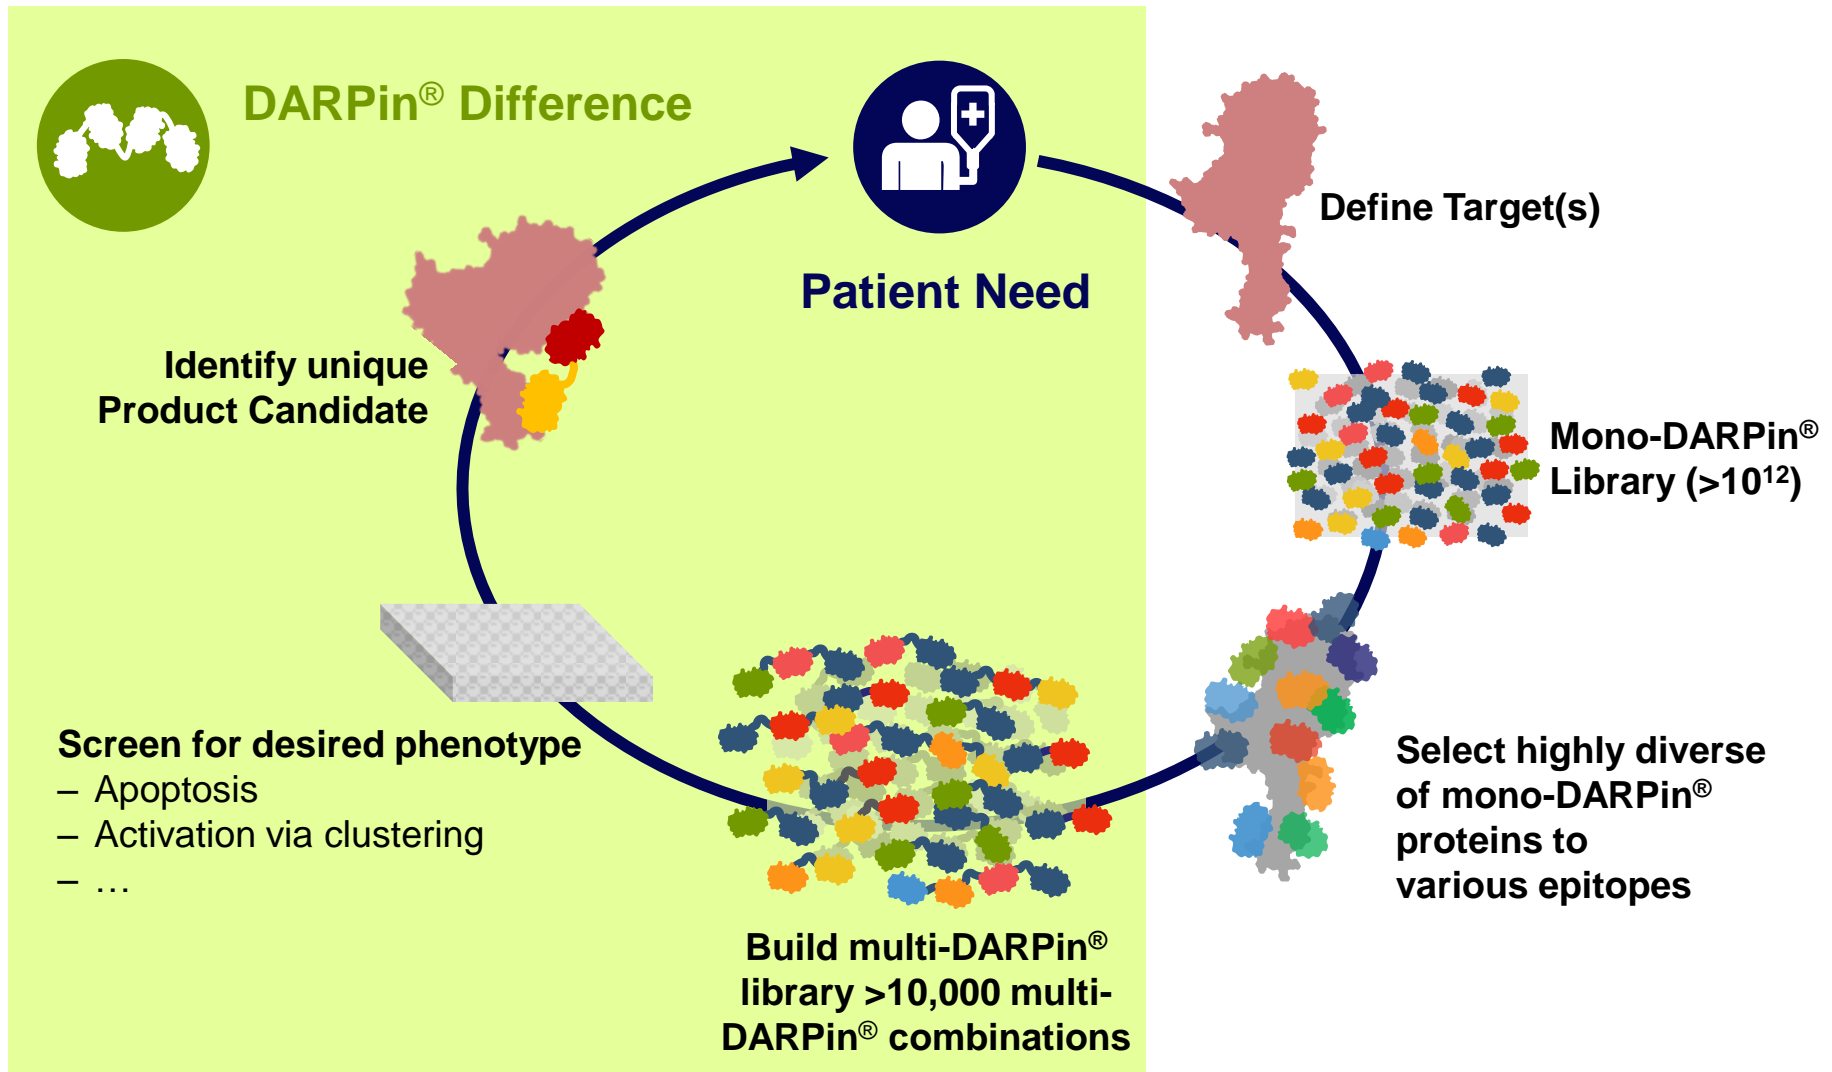 DARPin® Difference
Patient Need
Define Target(s)
Mono-DARPin®
Library (>10¹²)
Select highly diverse
of mono-DARPin®
proteins to
various epitopes
Build multi-DARPin®
library >10,000 multi-
DARPin® combinations
Screen for desired phenotype
– Apoptosis
– Activation via clustering
– …
Identify unique
Product Candidate